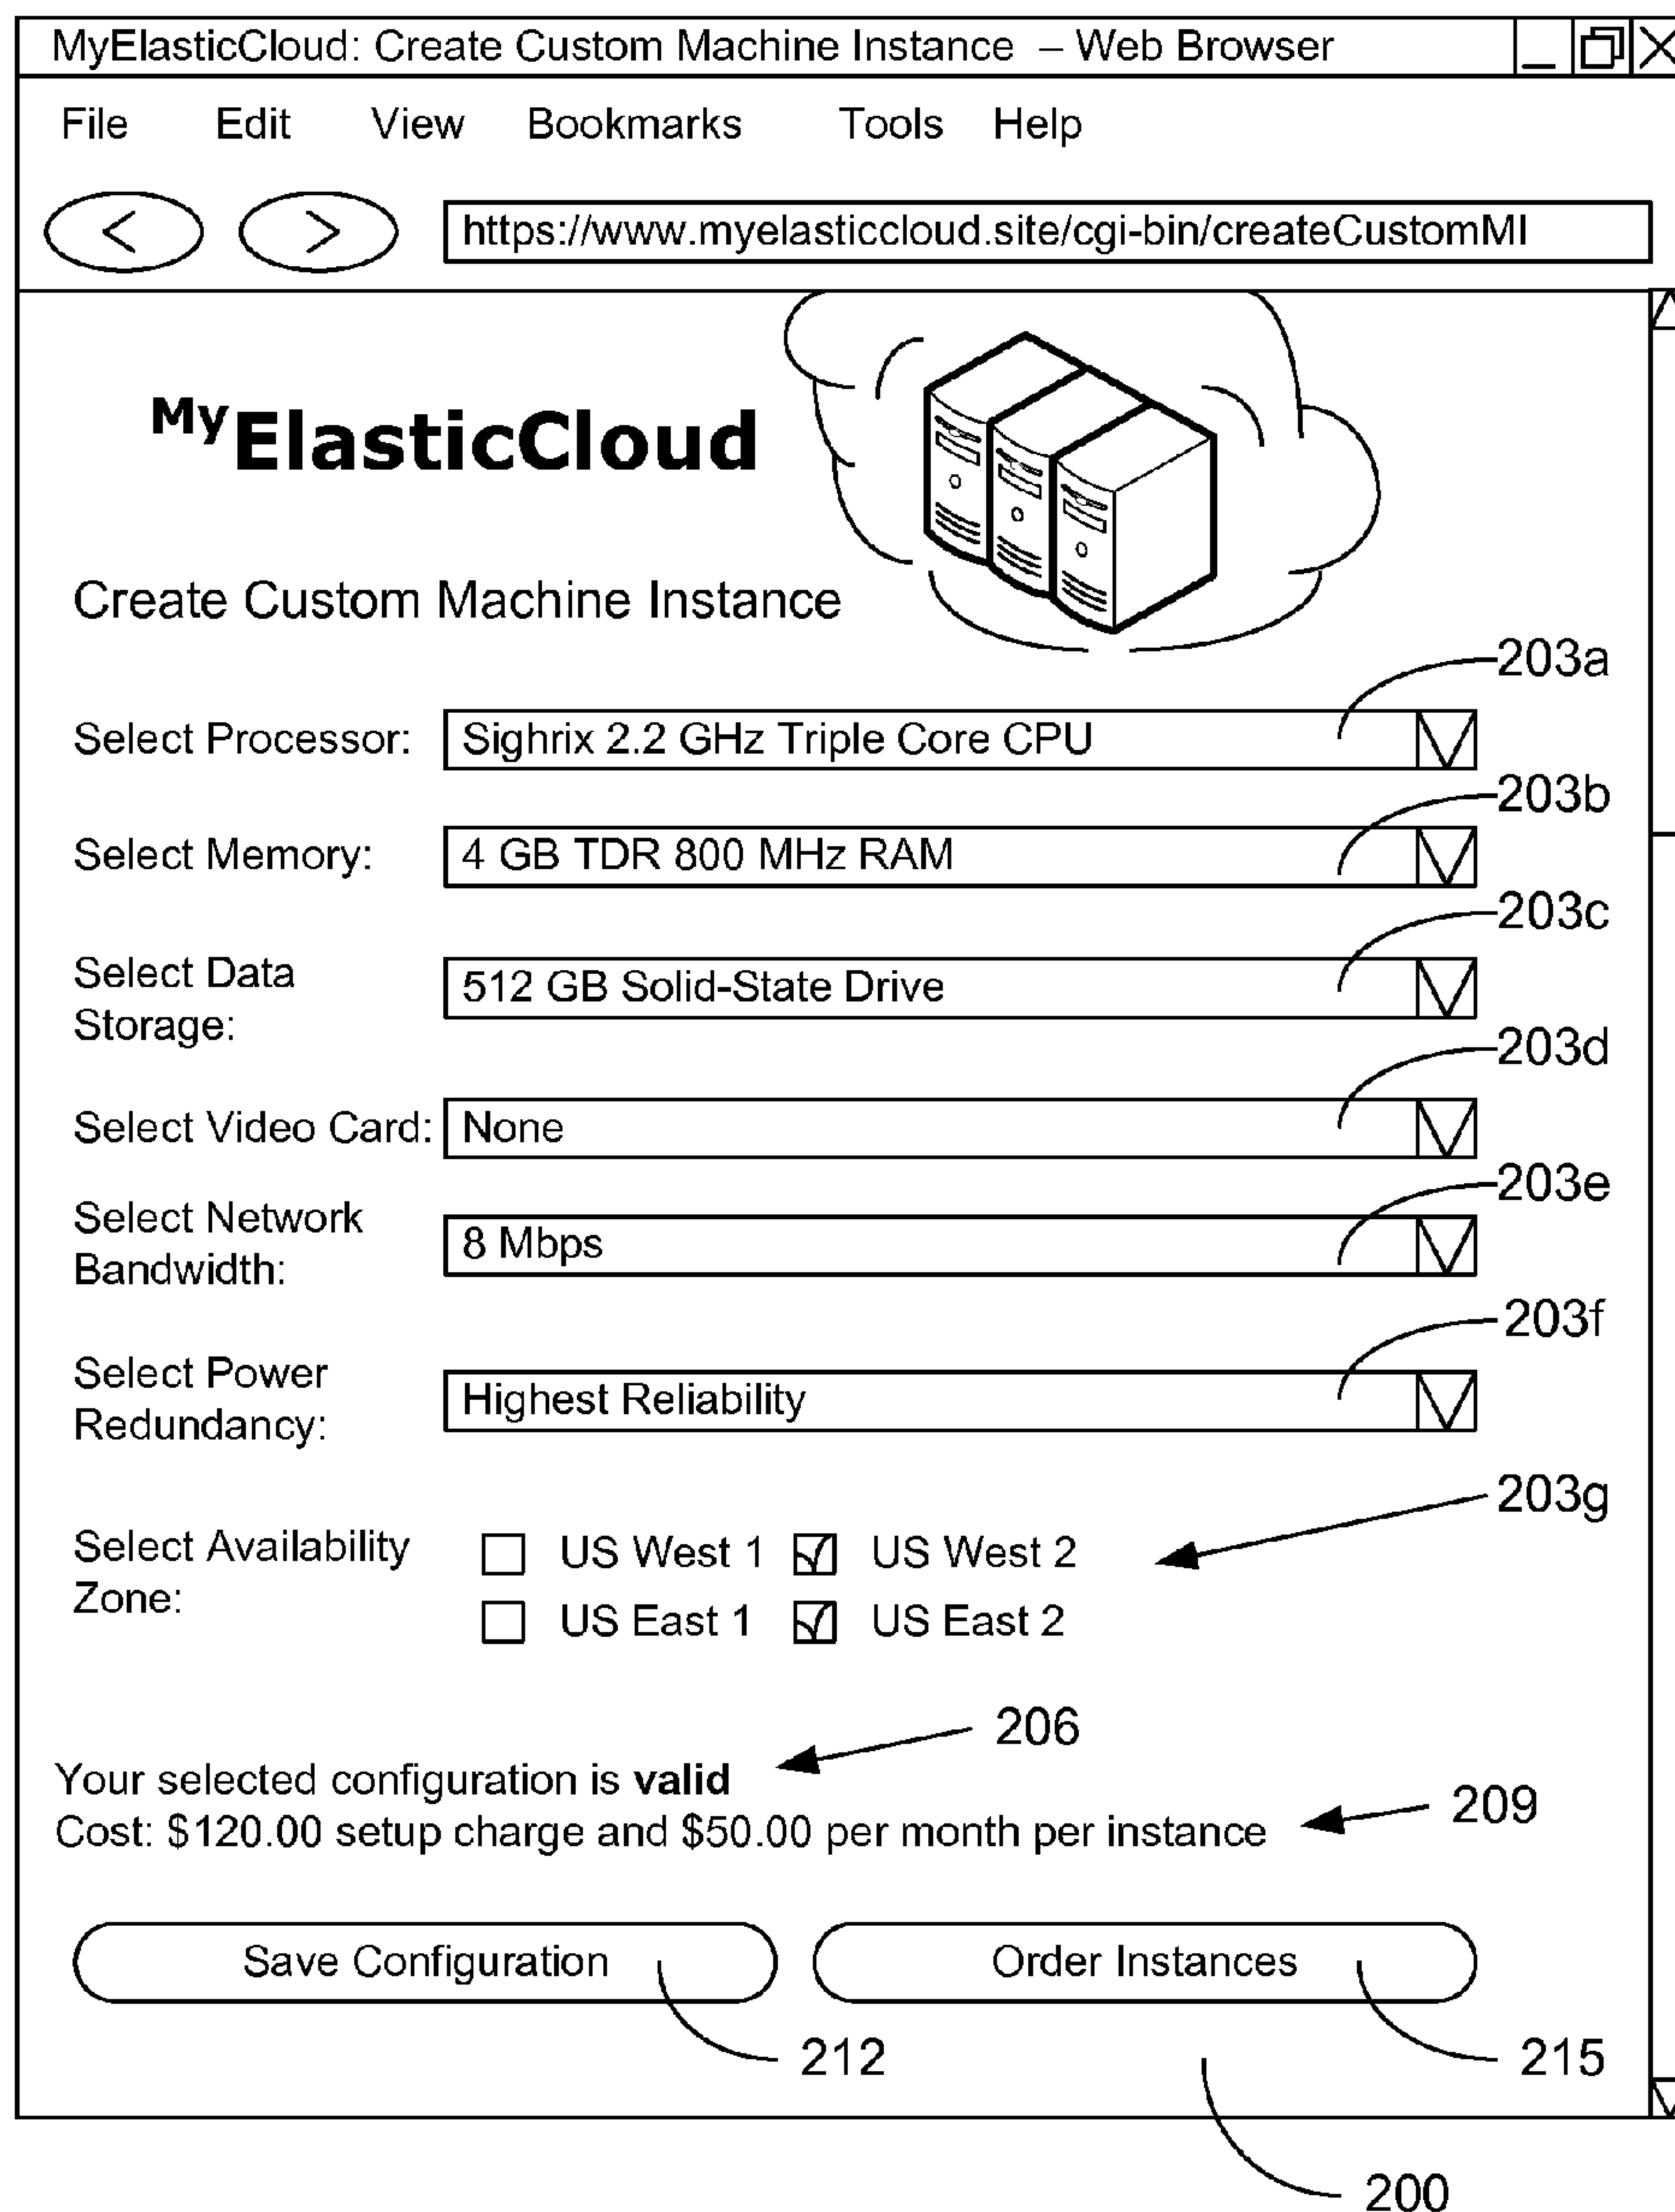 MyElasticCloud: Create Custom Machine Instance – Web Browser
File Edit View Bookmarks Tools Help
< > https://www.myelasticcloud.site/cgi-bin/createCustomMI
MyElasticCloud
Create Custom Machine Instance
203a
Select Processor: Sighrix 2.2 GHz Triple Core CPU
203b
Select Memory: 4 GB TDR 800 MHz RAM
203c
Select Data
Storage:
512 GB Solid-State Drive
203d
Select Video Card: None
203e
Select Network
Bandwidth:
8 Mbps
203f
Select Power
Redundancy:
Highest Reliability
203g
Select Availability
Zone:
US West 1 US West 2
US East 1 US East 2
206
Your selected configuration is valid
209
Cost: $120.00 setup charge and $50.00 per month per instance
Save Configuration Order Instances
212 215
200